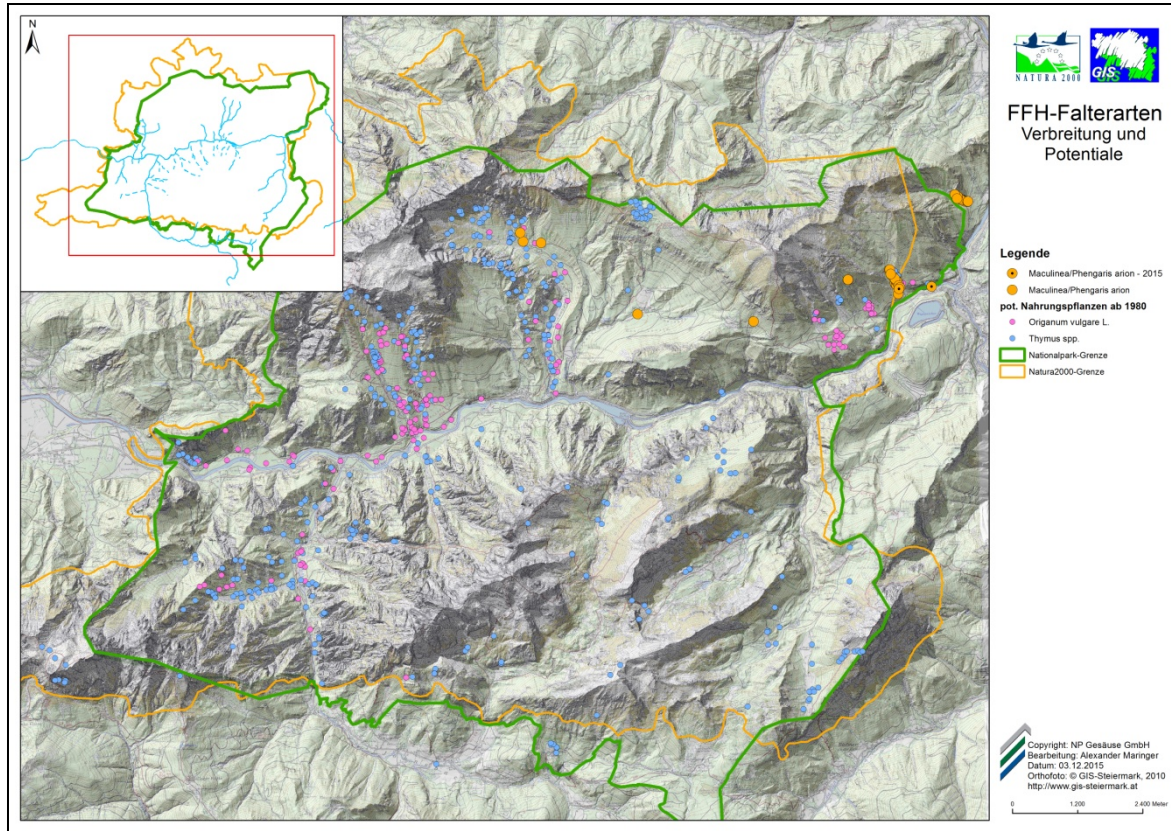 N
NATURA 2000
GIS
GIS
FFH-Falterarten
Verbreitung und
Potentiale
Legende
Maculinea/Phengaris arion - 2015
Maculinea/Phengaris arion
pot. Nahrungspflanzen ab 1980
Origanum vulgare L.
Thymus spp.
Nationalpark-Grenze
Natura2000-Grenze
Copyright: NP Gesäuse GmbH
Bearbeitung: Alexander Maringer
Datum: 03.12.2015
Orthofoto: © GIS-Steiermark, 2010
http://www.gis-steiermark.at
0 1.200 2.400 Meter